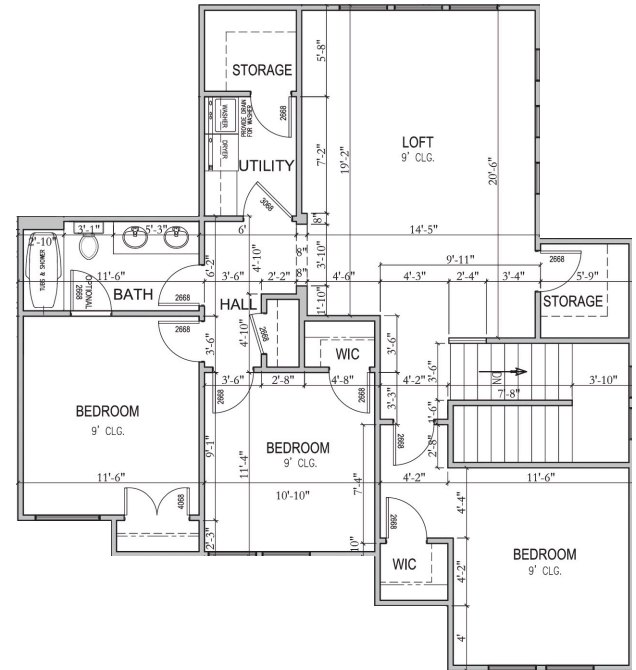 STORAGE
5'-8"
2668
WASHER
PROVIDE DRAIN
FOR WASHER
DRYER
UTILITY
7'-2"
19'-2"
LOFT
9' CLG.
20'-6"
3068
6'
8"
14'-5"
2'-10"
3'-1"
5'-3"
TUBS & SHOWER
11'-6"
OPTIONAL
2668
BATH
2668
6'-2"
3'-6"
4'-10"
2'-2"
8"
8"
3'-10"
4'-6"
4'-3"
9'-11"
2'-4"
3'-4"
2668
5'-9"
STORAGE
HALL
1'-10"
2668
3'-6"
4'-10"
2668
WIC
3'-6"
3'-6"
DN
7'-8"
3'-10"
3'-6"
2'-8"
4'-8"
4'-2"
BEDROOM
9' CLG.
2668
2668
3'-3"
1'-6"
9'-1"
11'-4"
BEDROOM
9' CLG.
2668
2'-8"
11'-6"
10'-10"
7'-4"
4'-2"
11'-6"
4068
2668
4'-4"
2'-3"
10"
WIC
BEDROOM
9' CLG.
4'-2"
4'